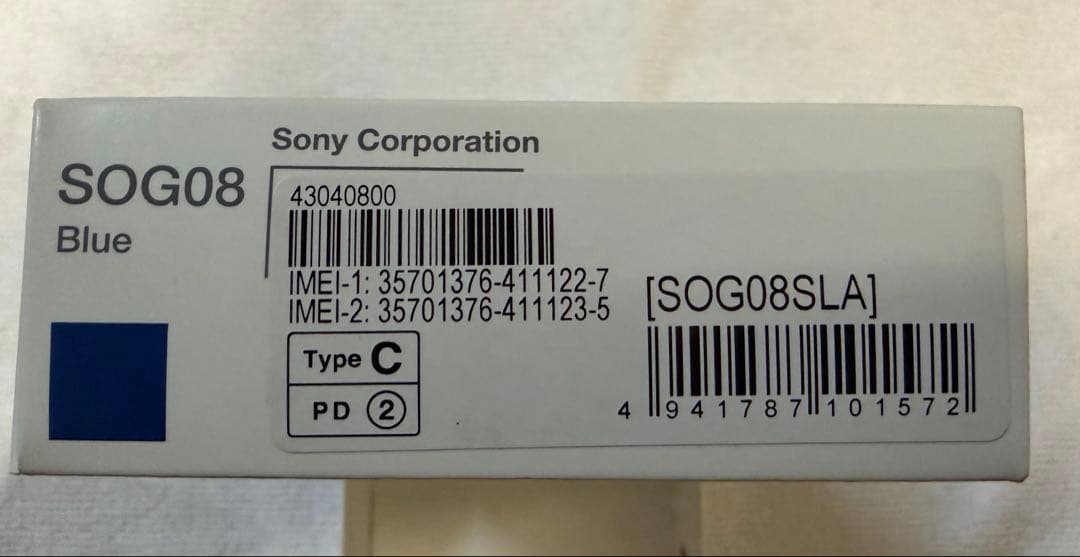 Sony Corporation
SOG08
Blue
43040800
IMEI-1: 35701376-411122-7
IMEI-2: 35701376-411123-5
[SOG08SLA]
Type C
PD ②
4 941787 101572